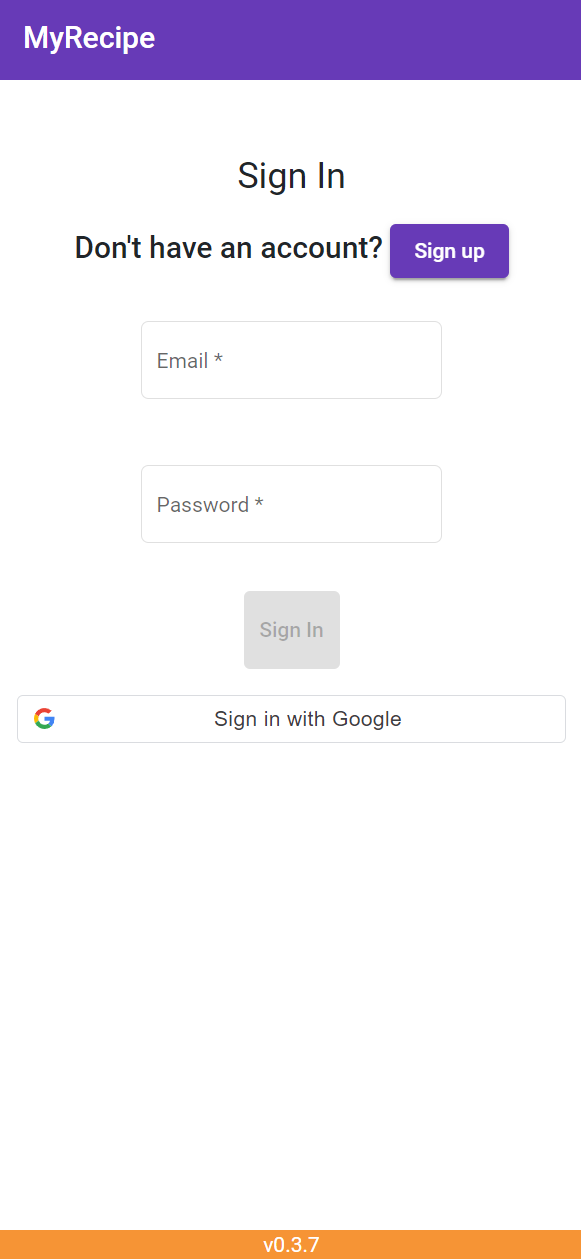 MyRecipe
Sign In
Don't have an account? Sign up
Email *
Password *
Sign In
Sign in with Google
v0.3.7